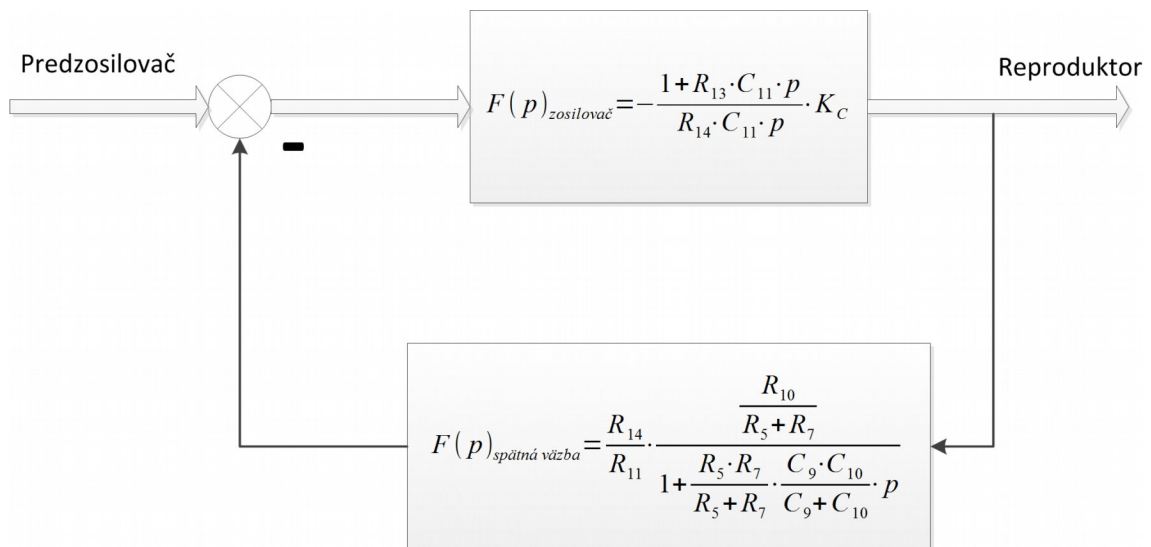 Predzosilovač
Reproduktor
F(p)zosilovač=−(1+R13·C11·p)/(R14·C11·p)·KC
-
F(p)spätná väzba=R14/R11·(R10/(R5+R7))/(1+(R5·R7)/(R5+R7)·(C9·C10)/(C9+C10)·p)